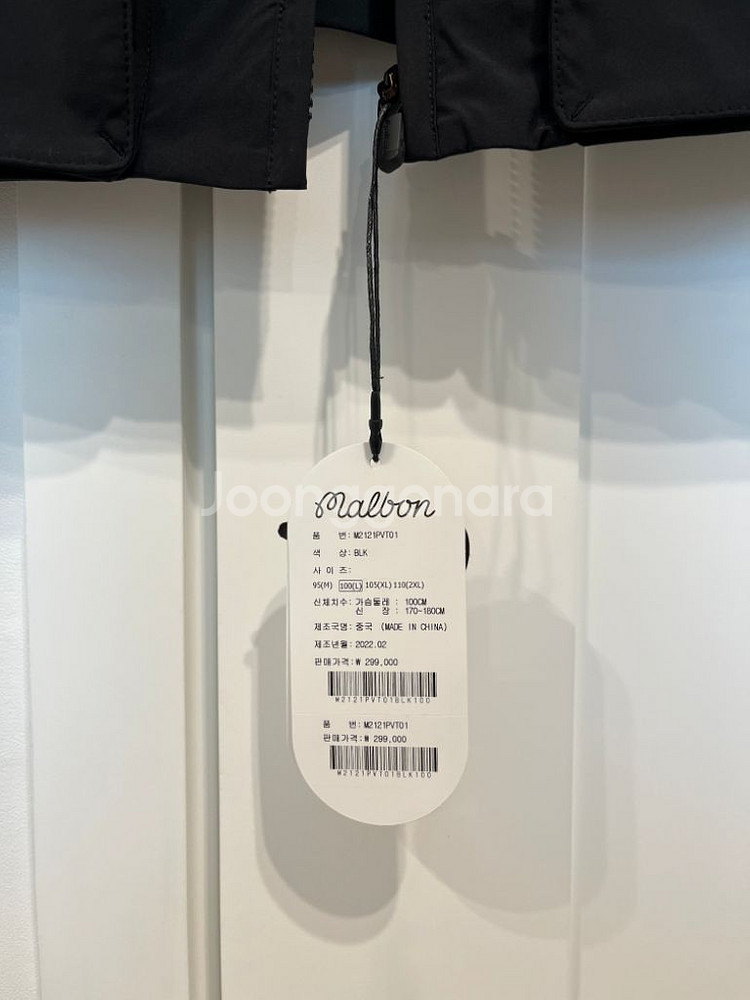 Joonggonara
Malbon
품 번: M2121PVT01
색 상: BLK
사 이 즈:
95(M) 100(L) 105(XL) 110(2XL)
신체치수: 가슴둘레 : 100CM
신 장 : 170-180CM
제조국명: 중국 (MADE IN CHINA)
제조년월: 2022.02
판매가격: ₩ 299,000
M2121PVT01BLK100
품 번: M2121PVT01
판매가격: ₩ 299,000
M2121PVT01BLK100